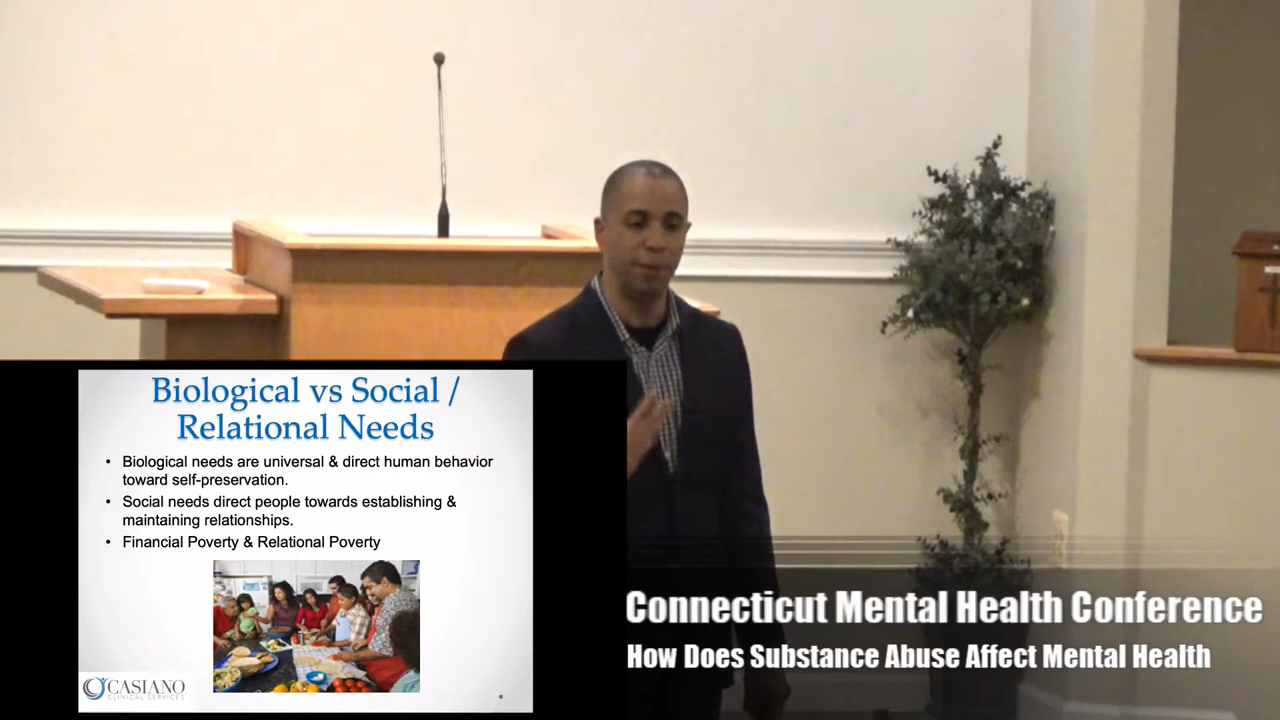 Biological vs Social /
Relational Needs
• Biological needs are universal & direct human behavior
toward self-preservation.
• Social needs direct people towards establishing &
maintaining relationships.
• Financial Poverty & Relational Poverty
CASIANO
CLINICAL SERVICES
Connecticut Mental Health Conference
How Does Substance Abuse Affect Mental Health